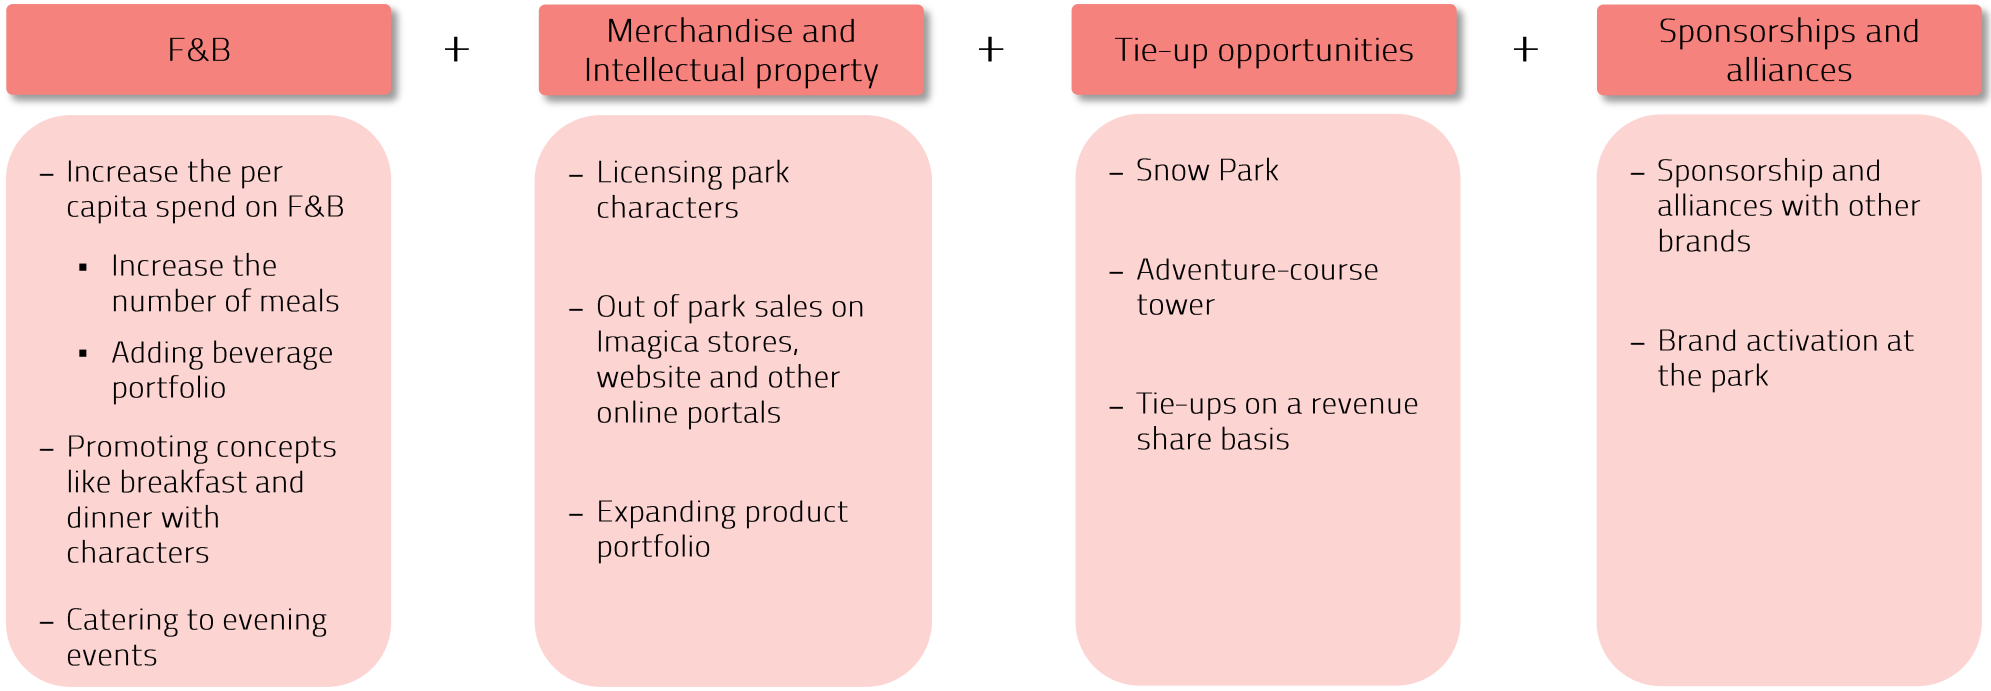 F&B
+
Merchandise and
Intellectual property
+
Tie-up opportunities
+
Sponsorships and
alliances
– Increase the per
capita spend on F&B
▪ Increase the
number of meals
▪ Adding beverage
portfolio
– Promoting concepts
like breakfast and
dinner with
characters
– Catering to evening
events
– Licensing park
characters
– Out of park sales on
Imagica stores,
website and other
online portals
– Expanding product
portfolio
– Snow Park
– Adventure-course
tower
– Tie-ups on a revenue
share basis
– Sponsorship and
alliances with other
brands
– Brand activation at
the park